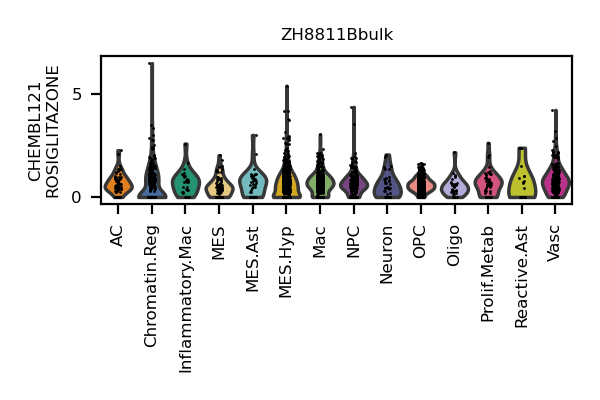 ZH8811Bbulk
CHEMBL121
ROSIGLITAZONE
5
0
AC
Chromatin.Reg
Inflammatory.Mac
MES
MES.Ast
MES.Hyp
Mac
NPC
Neuron
OPC
Oligo
Prolif.Metab
Reactive.Ast
Vasc